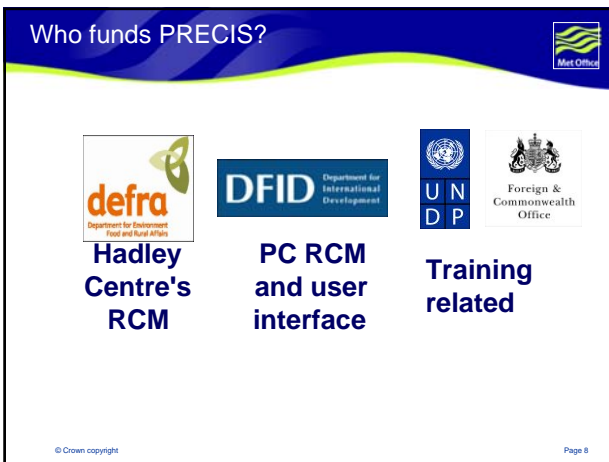 Who funds PRECIS?
Met Office
defra
Department for Environment
Food and Rural Affairs
Hadley
Centre's
RCM
DFID
Department for
International
Development
PC RCM
and user
interface
U N
D P
Foreign &
Commonwealth
Office
Training
related
© Crown copyright
Page 8